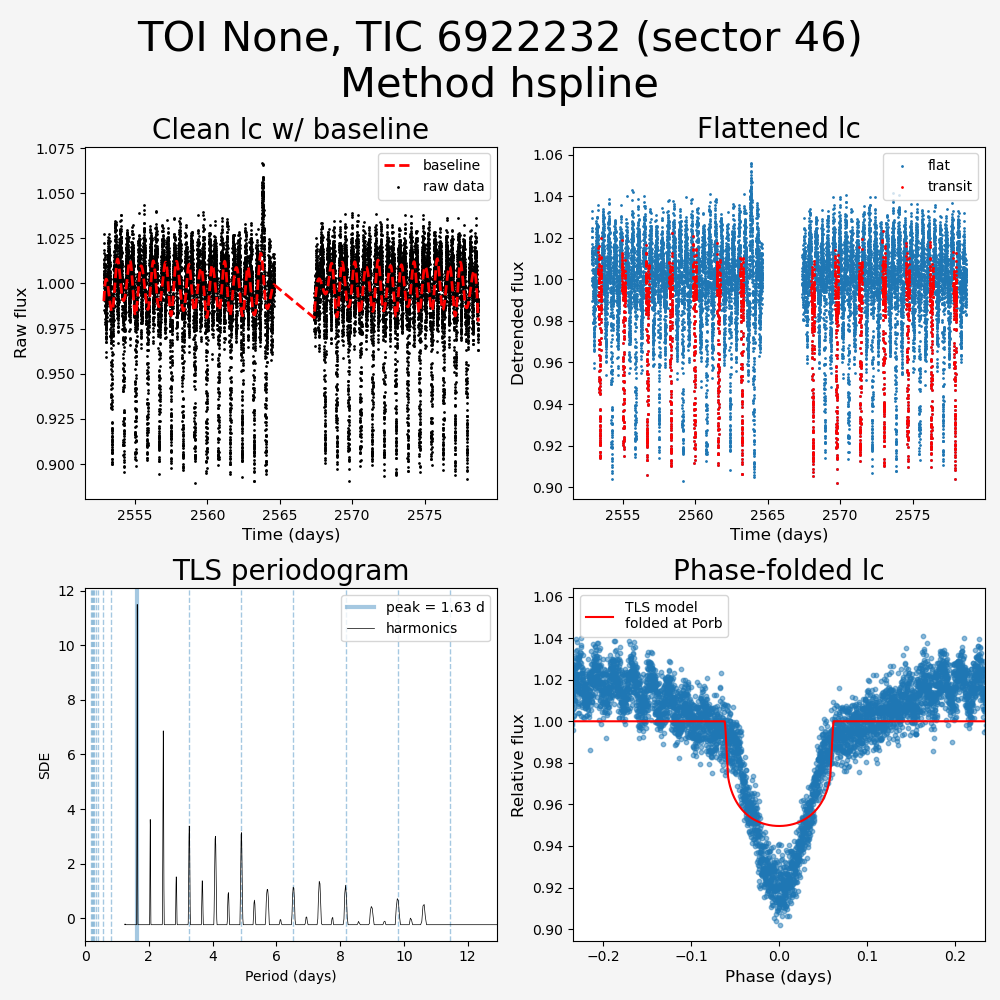 TOI None, TIC 6922232 (sector 46)
Method hspline
Clean lc w/ baseline
Raw flux
1.075
1.050
1.025
1.000
0.975
0.950
0.925
0.900
baseline
raw data
2555
2560
2565
2570
2575
Time (days)
Flattened lc
Detrended flux
1.06
1.04
1.02
1.00
0.98
0.96
0.94
0.92
0.90
flat
transit
2555
2560
2565
2570
2575
Time (days)
TLS periodogram
SDE
12
10
8
6
4
2
0
peak = 1.63 d
harmonics
0
2
4
6
8
10
12
Period (days)
Phase-folded lc
Relative flux
1.06
1.04
1.02
1.00
0.98
0.96
0.94
0.92
0.90
TLS model
folded at Porb
−0.2
−0.1
0.0
0.1
0.2
Phase (days)